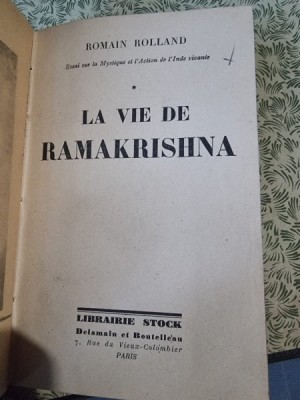 ROMAIN ROLLAND
Essai sur la Mystique et l'Action de l'Inde vivante
*
LA VIE DE
RAMAKRISHNA
LIBRAIRIE STOCK
Delamain et Boutelleau
7, Rue du Vieux-Colombier
PARIS